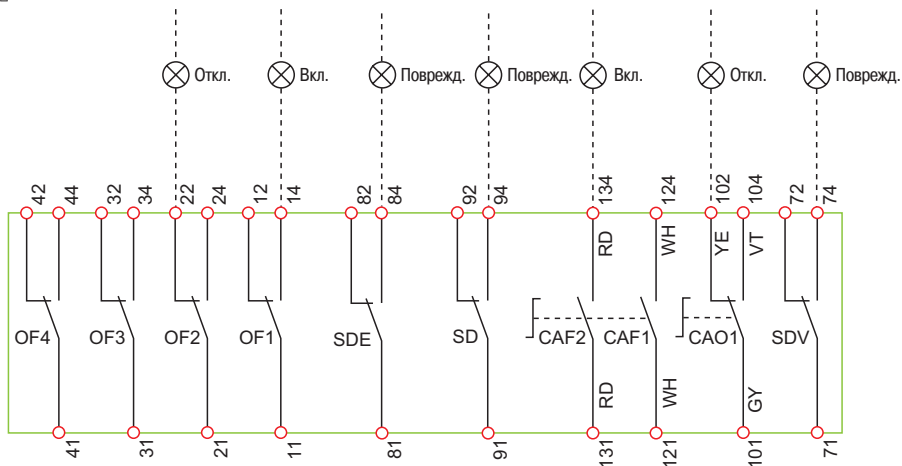 Откл.
Вкл.
Поврежд.
Поврежд.
Вкл.
Откл.
Поврежд.
42 44 32 34 22 24 12 14 82 84 92 94 134 124 102 104 72 74
RD WH YE VT
OF4 OF3 OF2 OF1 SDE SD CAF2 CAF1 CAO1 SDV
RD WH GY
41 31 21 11 81 91 131 121 101 71